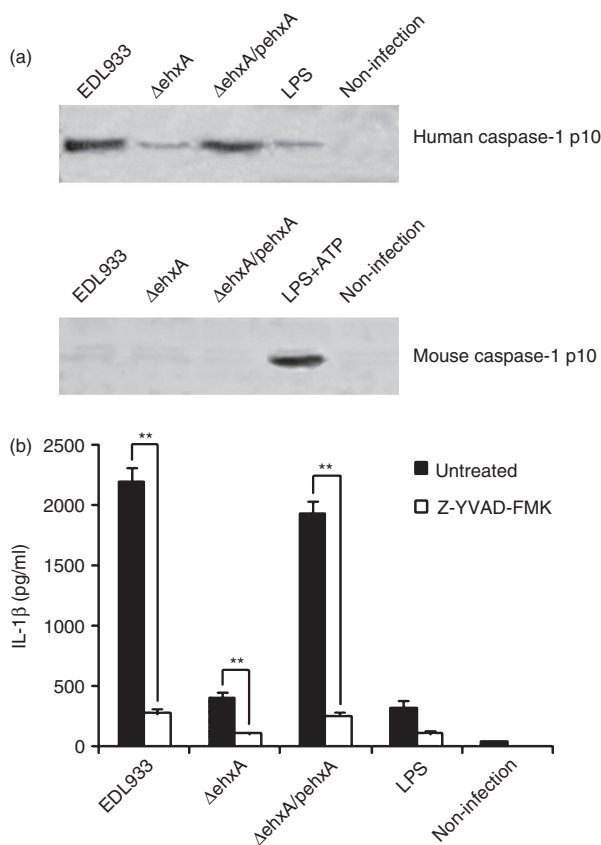 (a)
EDL933
ΔehxA
ΔehxA/pehxA
LPS
Non-infection
Human caspase-1 p10
EDL933
ΔehxA
ΔehxA/pehxA
LPS+ATP
Non-infection
Mouse caspase-1 p10
(b)
2500
2000
1500
1000
500
0
IL-1β (pg/ml)
**
**
**
Untreated
Z-YVAD-FMK
EDL933
ΔehxA
ΔehxA/pehxA
LPS
Non-infection